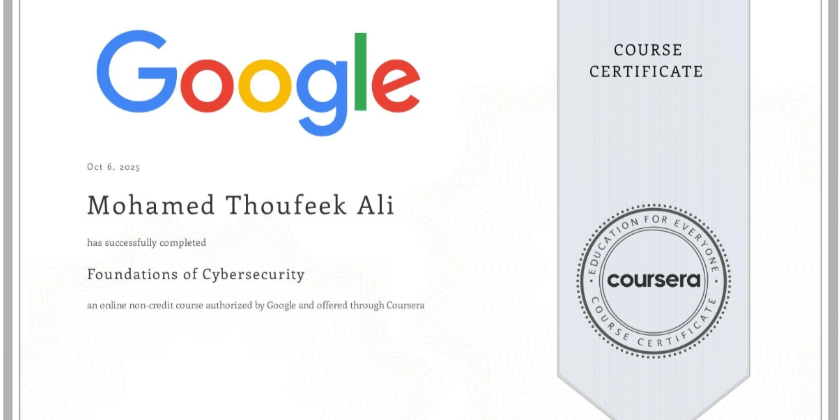 Google
COURSE
CERTIFICATE
Oct 6, 2025
Mohamed Thoufeek Ali
has successfully completed
Foundations of Cybersecurity
an online non-credit course authorized by Google and offered through Coursera
EDUCATION FOR EVERYONE
coursera
COURSE CERTIFICATE